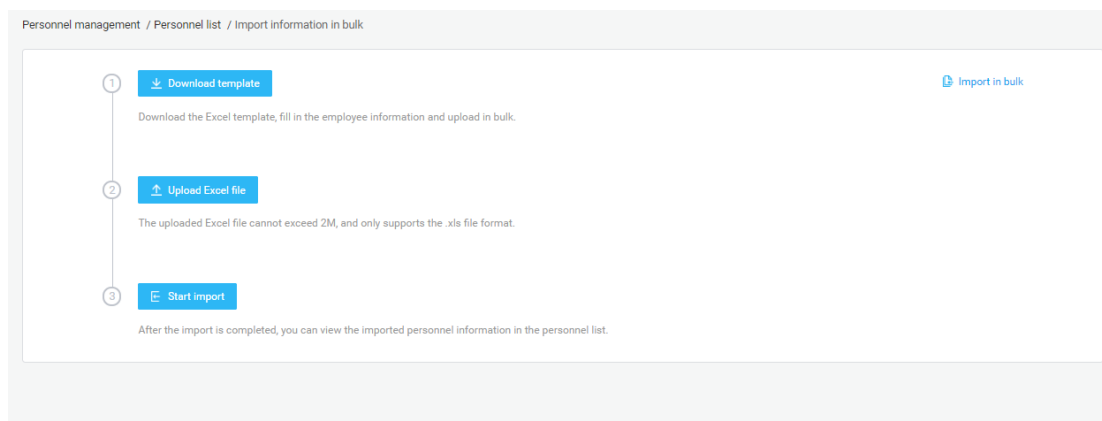 Personnel management / Personnel list / Import information in bulk
1 Download template Import in bulk
Download the Excel template, fill in the employee information and upload in bulk.
2 Upload Excel file
The uploaded Excel file cannot exceed 2M, and only supports the .xls file format.
3 Start import
After the import is completed, you can view the imported personnel information in the personnel list.